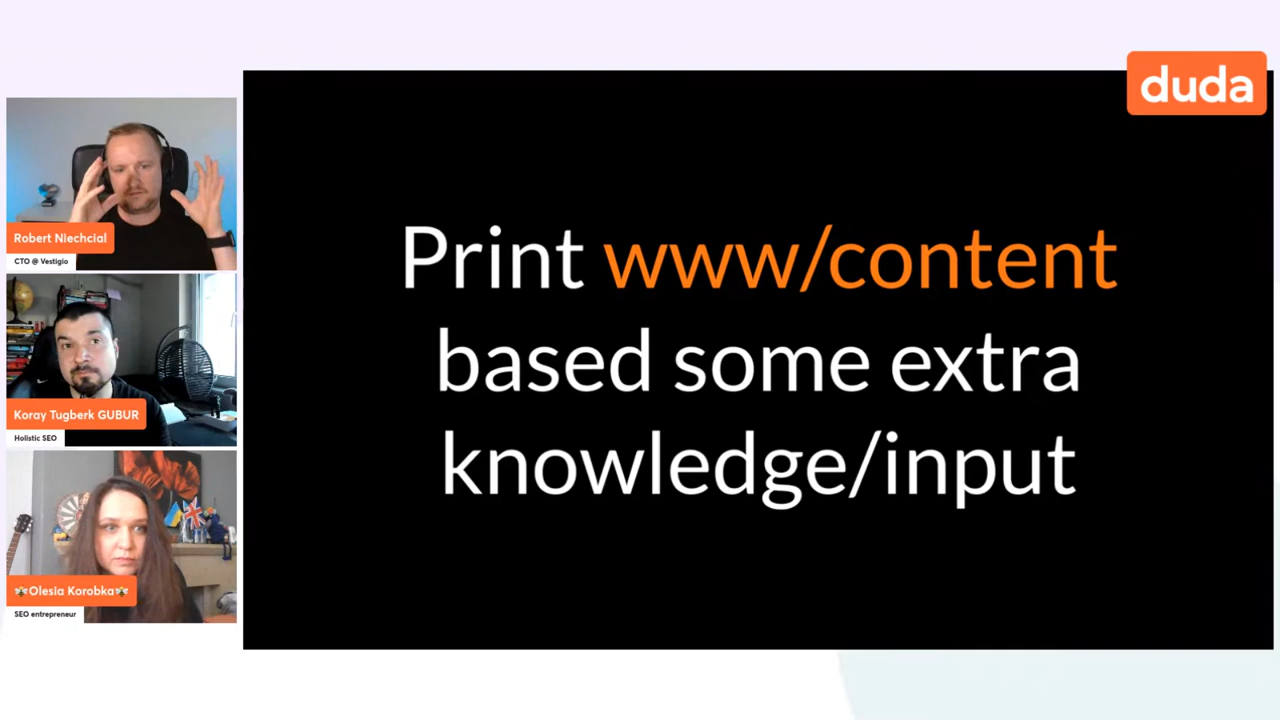 duda
Robert Niechcial
CTO @ Vestigio
Koray Tugberk GUBUR
Holistic SEO
🐝Olesia Korobka🐝
SEO entrepreneur
Print www/content
based some extra
knowledge/input